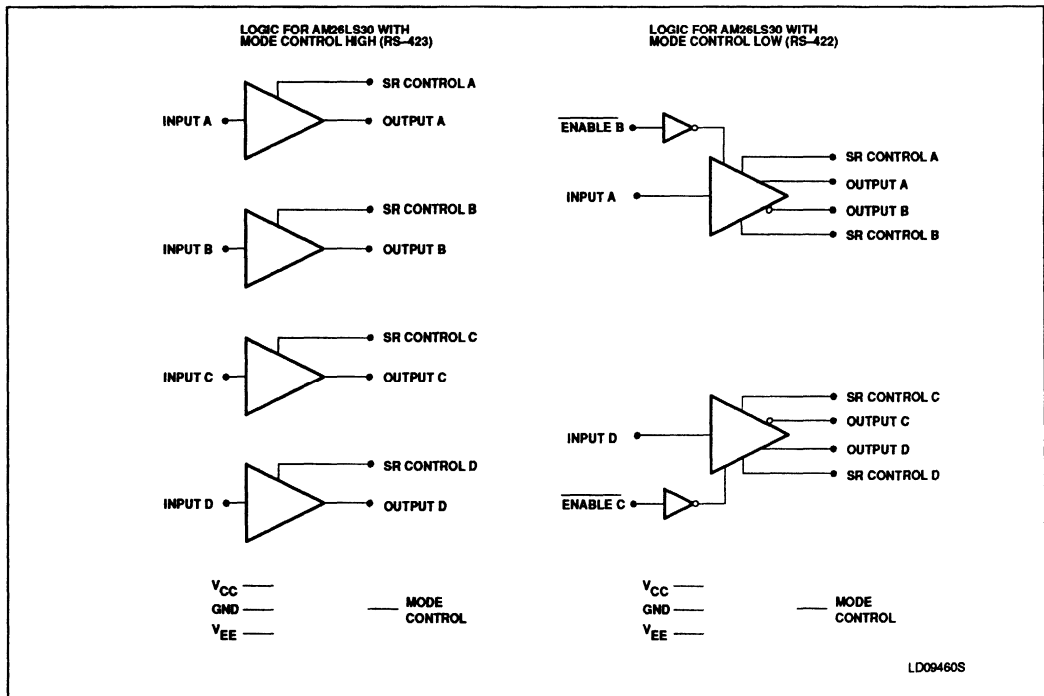 LOGIC FOR AM26LS30 WITH
MODE CONTROL HIGH (RS-423)
SR CONTROL A
INPUT A
OUTPUT A
SR CONTROL B
INPUT B
OUTPUT B
SR CONTROL C
INPUT C
OUTPUT C
SR CONTROL D
INPUT D
OUTPUT D
VCC
GND
VEE
MODE
CONTROL
LOGIC FOR AM26LS30 WITH
MODE CONTROL LOW (RS-422)
ENABLE B
SR CONTROL A
OUTPUT A
INPUT A
OUTPUT B
SR CONTROL B
SR CONTROL C
OUTPUT C
INPUT D
OUTPUT D
SR CONTROL D
ENABLE C
VCC
GND
VEE
MODE
CONTROL
LD09460S